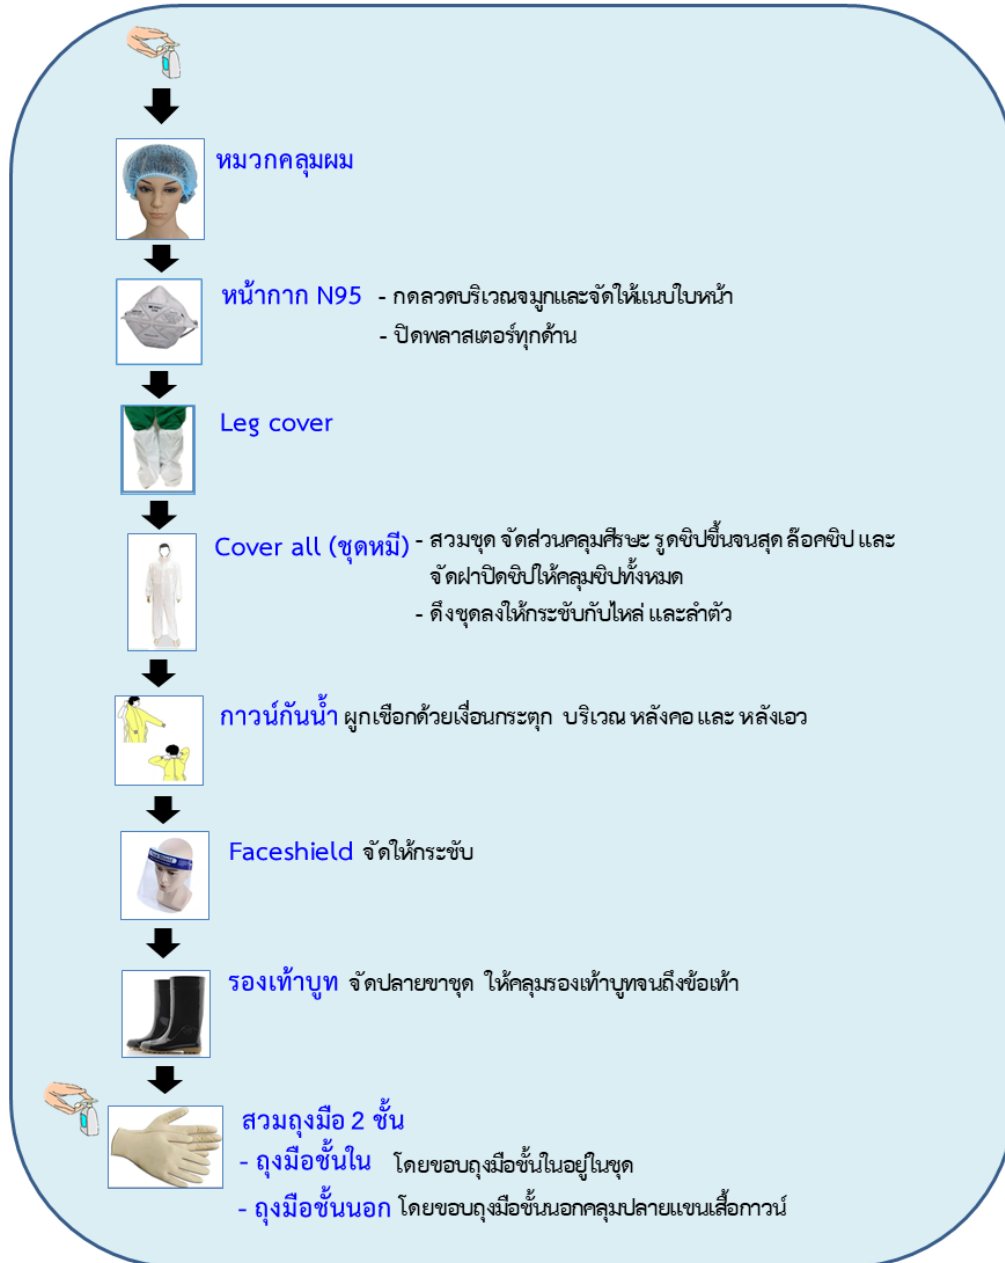 หมวกคลุมผม
หน้ากาก N95 - กดลวดบริเวณจมูกและจัดให้แนบใบหน้า
- ปิดพลาสเตอร์ทุกด้าน
Leg cover
Cover all (ชุดหมี) - สวมชุด จัดส่วนคลุมศีรษะ รูดซิปขึ้นจนสุด ล๊อคซิป และ
จัดฝาปิดซิปให้คลุมซิปทั้งหมด
- ดึงชุดลงให้กระชับกับไหล่ และลำตัว
กาวน์กันน้ำ ผูกเชือกด้วยเงื่อนกระตุก บริเวณ หลังคอ และ หลังเอว
Faceshield จัดให้กระชับ
รองเท้าบูท จัดปลายขาชุด ให้คลุมรองเท้าบูทจนถึงข้อเท้า
สวมถุงมือ 2 ชั้น
- ถุงมือชั้นใน โดยขอบถุงมือชั้นในอยู่ในชุด
- ถุงมือชั้นนอก โดยขอบถุงมือชั้นนอกคลุมปลายแขนเสื้อกาวน์